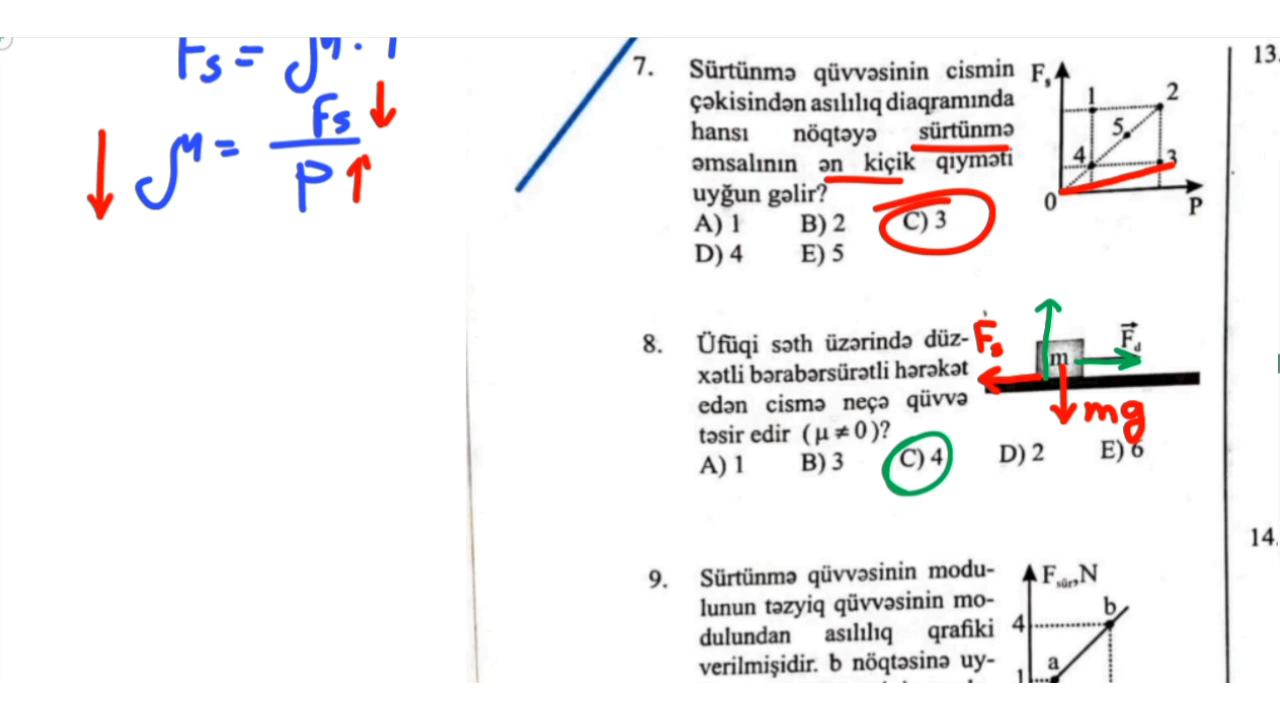 Fs = μ · P
μ = Fs / P
7. Sürtünmə qüvvəsinin cismin
çəkisindən asılılıq diaqramında
hansı nöqtəyə sürtünmə
əmsalının ən kiçik qiyməti
uyğun gəlir?
A) 1 B) 2 C) 3
D) 4 E) 5
Fs
1 2
5
4 3
0 P
8. Üfüqi səth üzərində düz-
xətli bərabərsürətli hərəkət
edən cismə neçə qüvvə
təsir edir (μ ≠ 0)?
A) 1 B) 3 C) 4 D) 2 E) 6
Fs
m
mg
9. Sürtünmə qüvvəsinin modu-
lunun təzyiq qüvvəsinin mo-
dulundan asılılıq qrafiki
verilmişidir. b nöqtəsinə uy-
Fsür, N
b
4
a
1
13.
14.